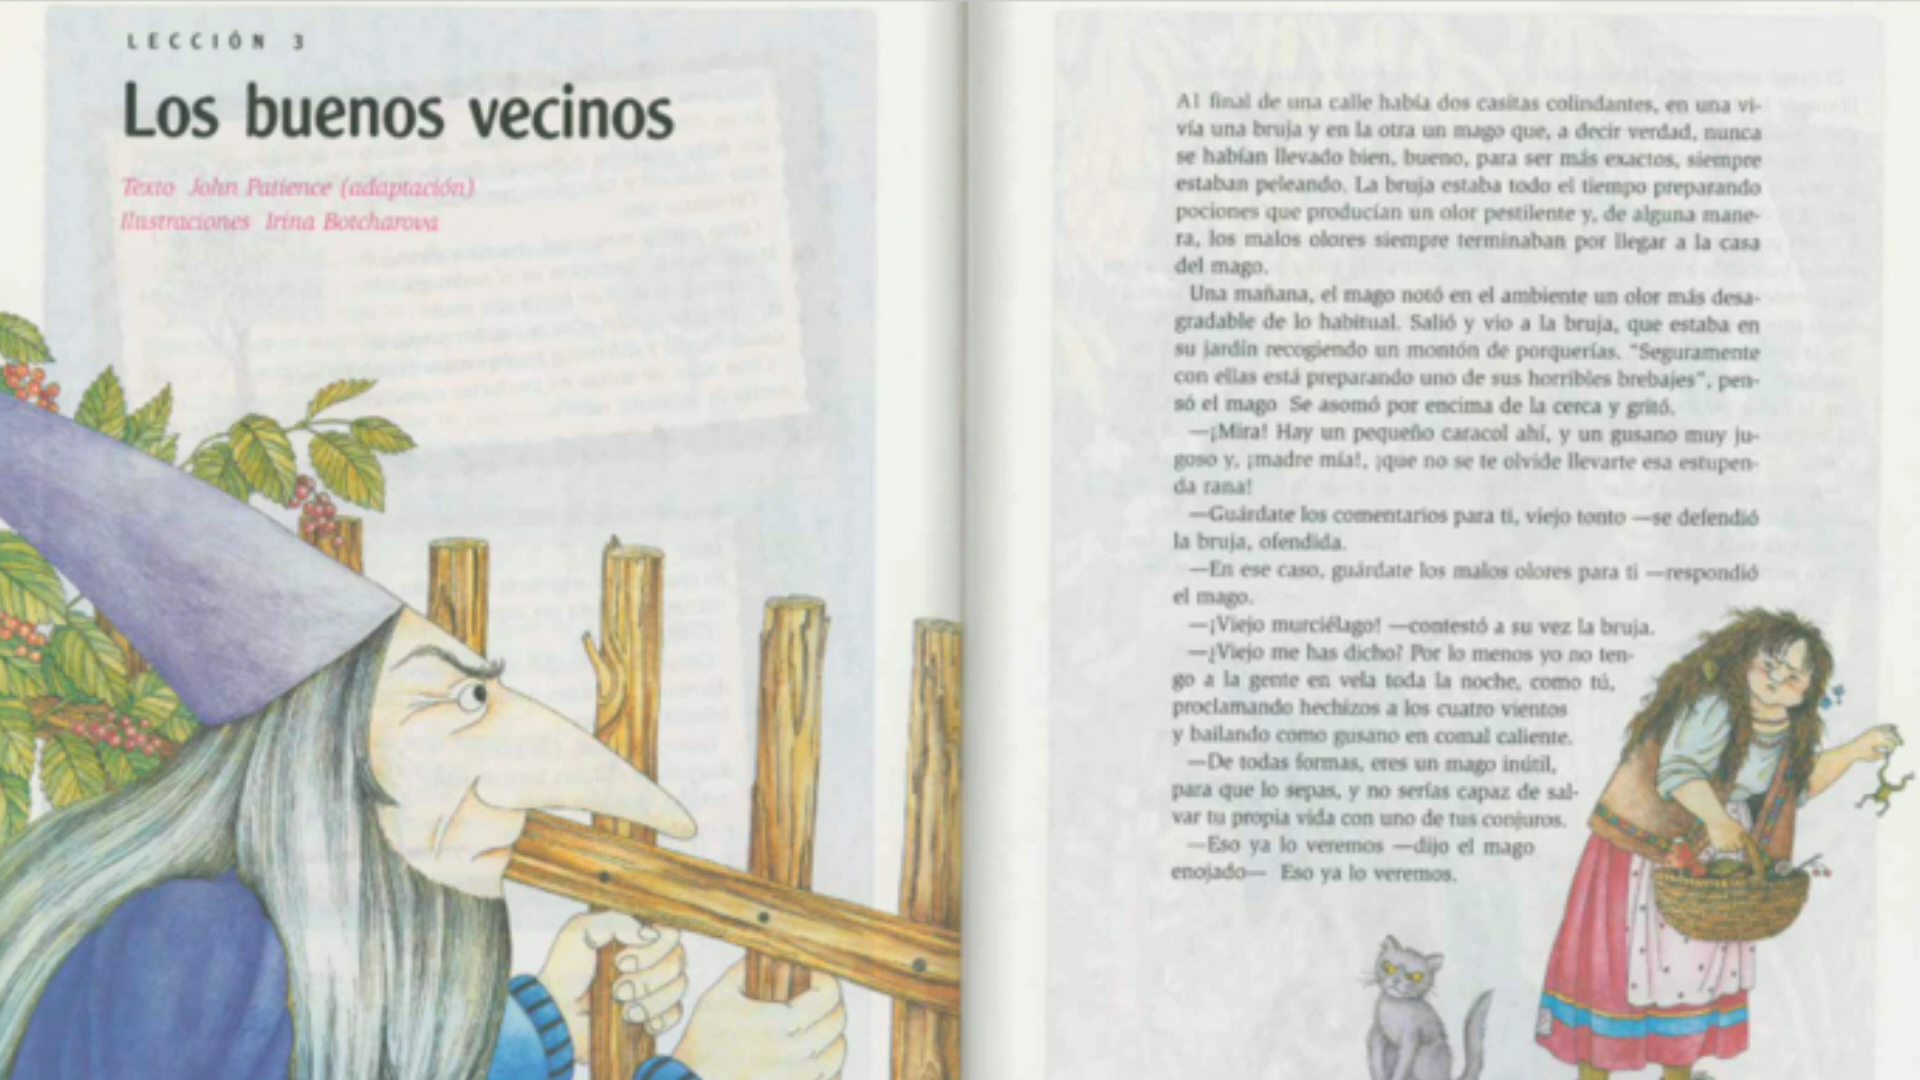 LECCIÓN 3
Los buenos vecinos
Texto John Patience (adaptación)
Ilustraciones Irina Botcharova
Al final de una calle había dos casitas colindantes, en una vi-
vía una bruja y en la otra un mago que, a decir verdad, nunca
se habían llevado bien, bueno, para ser más exactos, siempre
estaban peleando. La bruja estaba todo el tiempo preparando
pociones que producían un olor pestilente y, de alguna mane-
ra, los malos olores siempre terminaban por llegar a la casa
del mago.
Una mañana, el mago notó en el ambiente un olor más desa-
gradable de lo habitual. Salió y vio a la bruja, que estaba en
su jardín recogiendo un montón de porquerías. "Seguramente
con ellas está preparando uno de sus horribles brebajes", pen-
só el mago Se asomó por encima de la cerca y gritó.
—¡Mira! Hay un pequeño caracol ahí, y un gusano muy ju-
goso y, ¡madre mía!, ¡que no se te olvide llevarte esa estupen-
da rana!
—Guárdate los comentarios para ti, viejo tonto —se defendió
la bruja, ofendida.
—En ese caso, guárdate los malos olores para ti —respondió
el mago.
—¡Viejo murciélago! —contestó a su vez la bruja.
—¿Viejo me has dicho? Por lo menos yo no ten-
go a la gente en vela toda la noche, como tú,
proclamando hechizos a los cuatro vientos
y bailando como gusano en comal caliente.
—De todas formas, eres un mago inútil,
para que lo sepas, y no serías capaz de sal-
var tu propia vida con uno de tus conjuros.
—Eso ya lo veremos —dijo el mago
enojado— Eso ya lo veremos.